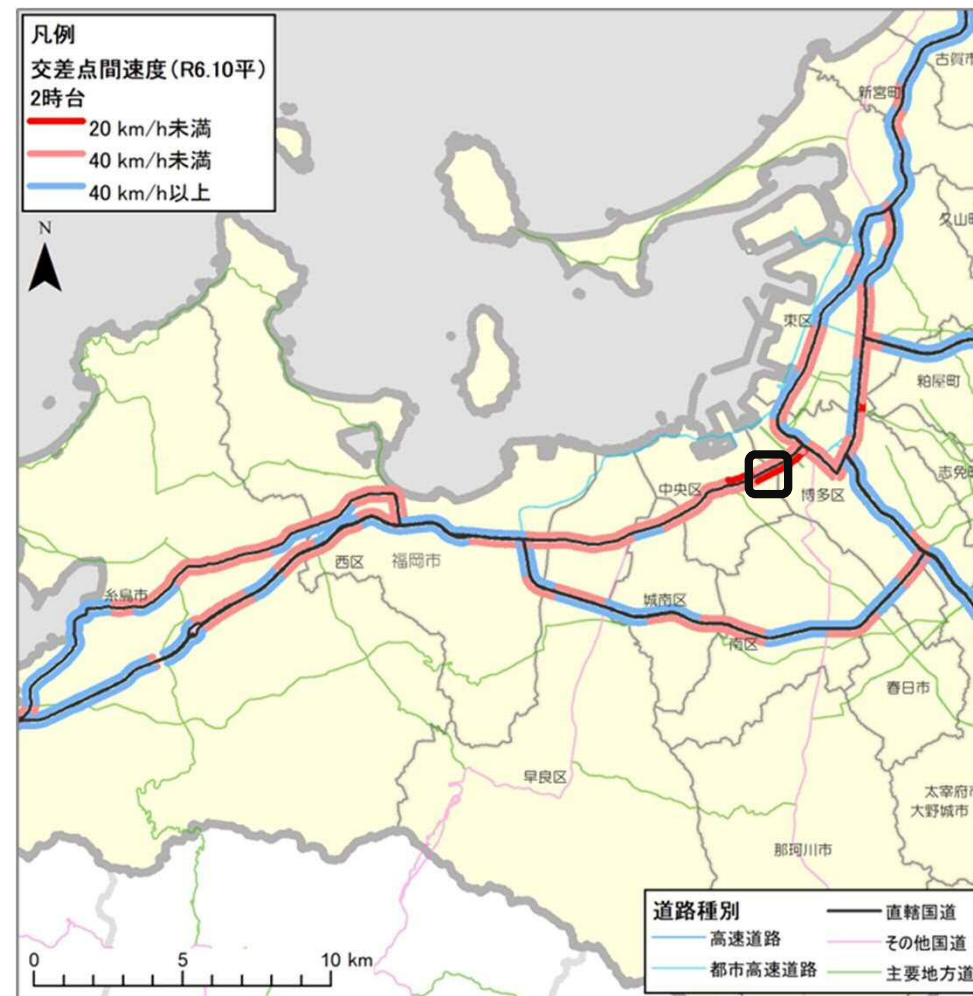 凡例
交差点間速度(R6.10平)
2時台
20 km/h未満
40 km/h未満
40 km/h以上
N
古賀市
新宮町
久山町
東区
粕屋町
志免町
中央区
博多区
西区
福岡市
糸島市
城南区
南区
春日市
早良区
太宰府市
大野城市
那珂川市
道路種別
高速道路
都市高速道路
直轄国道
その他国道
主要地方道
0 5 10 km